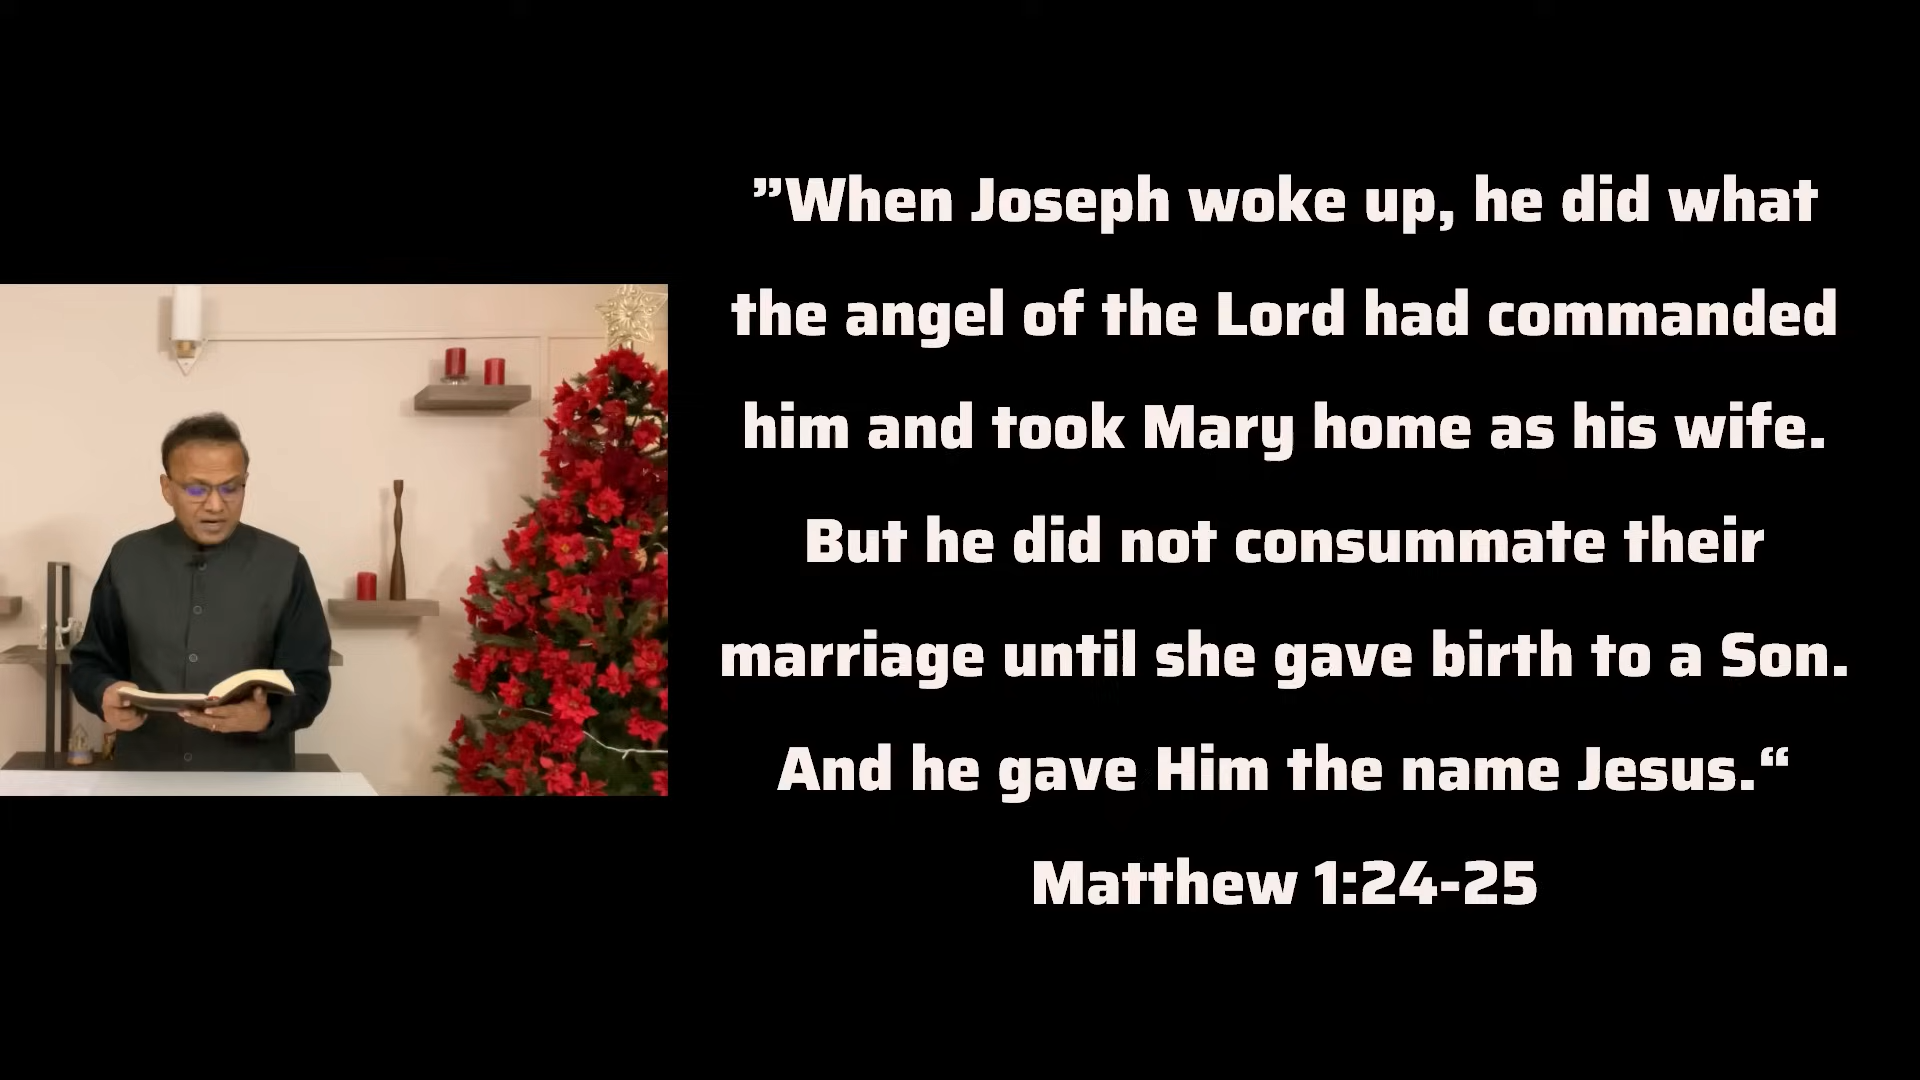 ”When Joseph woke up, he did what
the angel of the Lord had commanded
him and took Mary home as his wife.
But he did not consummate their
marriage until she gave birth to a Son.
And he gave Him the name Jesus.“
Matthew 1:24-25